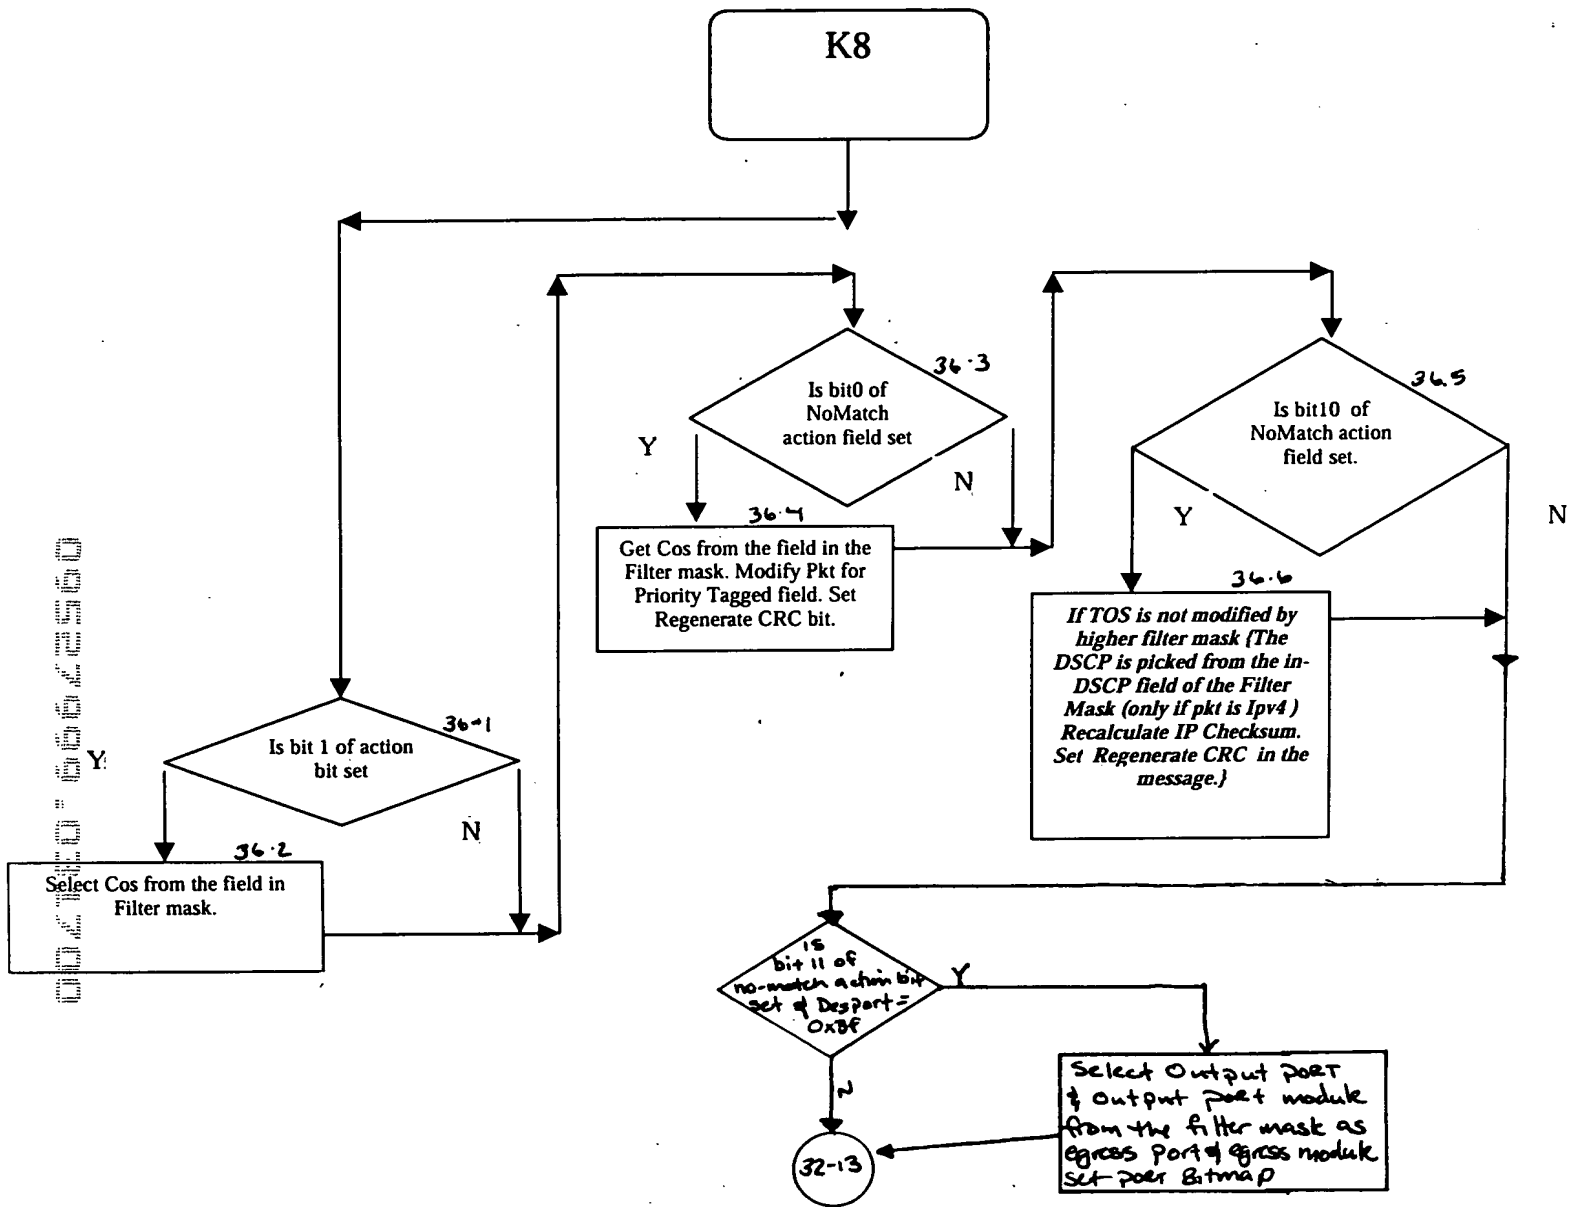 K8
36-3
Is bit0 of
NoMatch
action field set
Y
N
36-4
Get Cos from the field in the
Filter mask. Modify Pkt for
Priority Tagged field. Set
Regenerate CRC bit.
36.5
Is bit10 of
NoMatch action
field set.
Y
N
36-6
If TOS is not modified by
higher filter mask {The
DSCP is picked from the in-
DSCP field of the Filter
Mask (only if pkt is Ipv4 )
Recalculate IP Checksum.
Set Regenerate CRC in the
message.}
36-1
Is bit 1 of action
bit set
Y
N
36-2
Select Cos from the field in
Filter mask.
is
bit 11 of
no-match action bit
set & Desport =
0x3f
Y
N
Select Output PORT
& Output port module
from the filter mask as
egress port & egress module
set port Bitmap
32-13